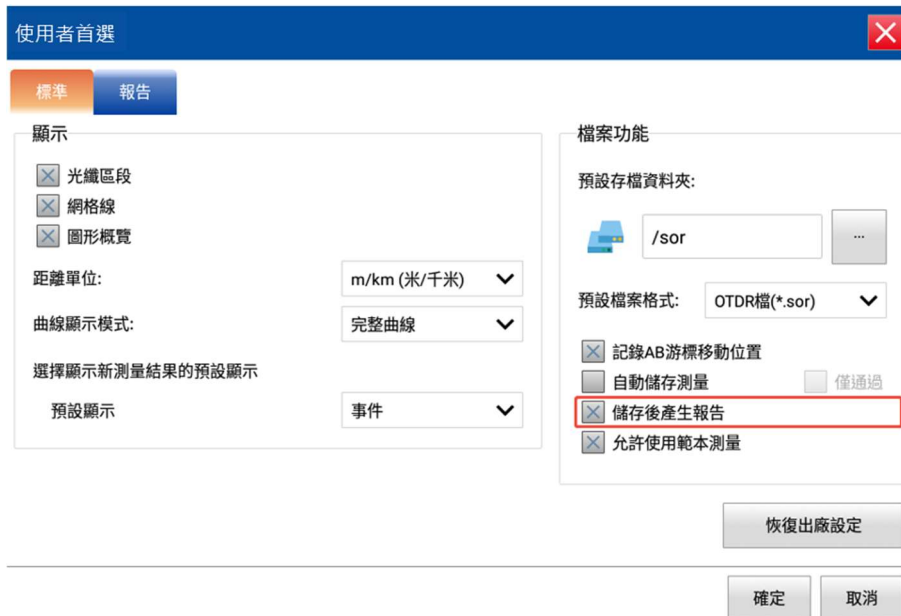 使用者首選
標準
報告
顯示
光纖區段
網格線
圖形概覽
距離單位:
m/km (米/千米)
曲線顯示模式:
完整曲線
選擇顯示新測量結果的預設顯示
預設顯示
事件
檔案功能
預設存檔資料夾:
/sor
...
預設檔案格式:
OTDR檔(*.sor)
記錄AB游標移動位置
自動儲存測量
僅通過
儲存後產生報告
允許使用範本測量
恢復出廠設定
確定
取消